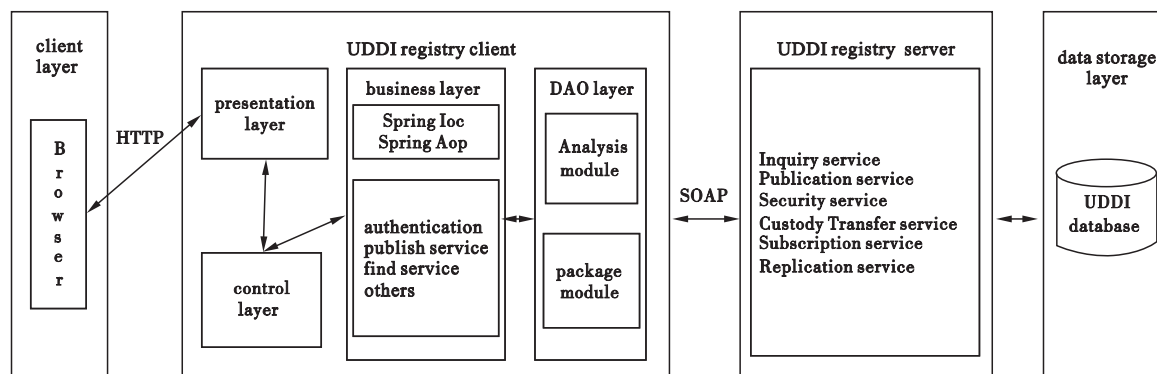 client
layer
B
r
o
w
s
e
r
HTTP
UDDI registry client
presentation
layer
control
layer
business layer
Spring Ioc
Spring Aop
authentication
publish service
find service
others
DAO layer
Analysis
module
package
module
SOAP
UDDI registry server
Inquiry service
Publication service
Security service
Custody Transfer service
Subscription service
Replication service
data storage
layer
UDDI
database